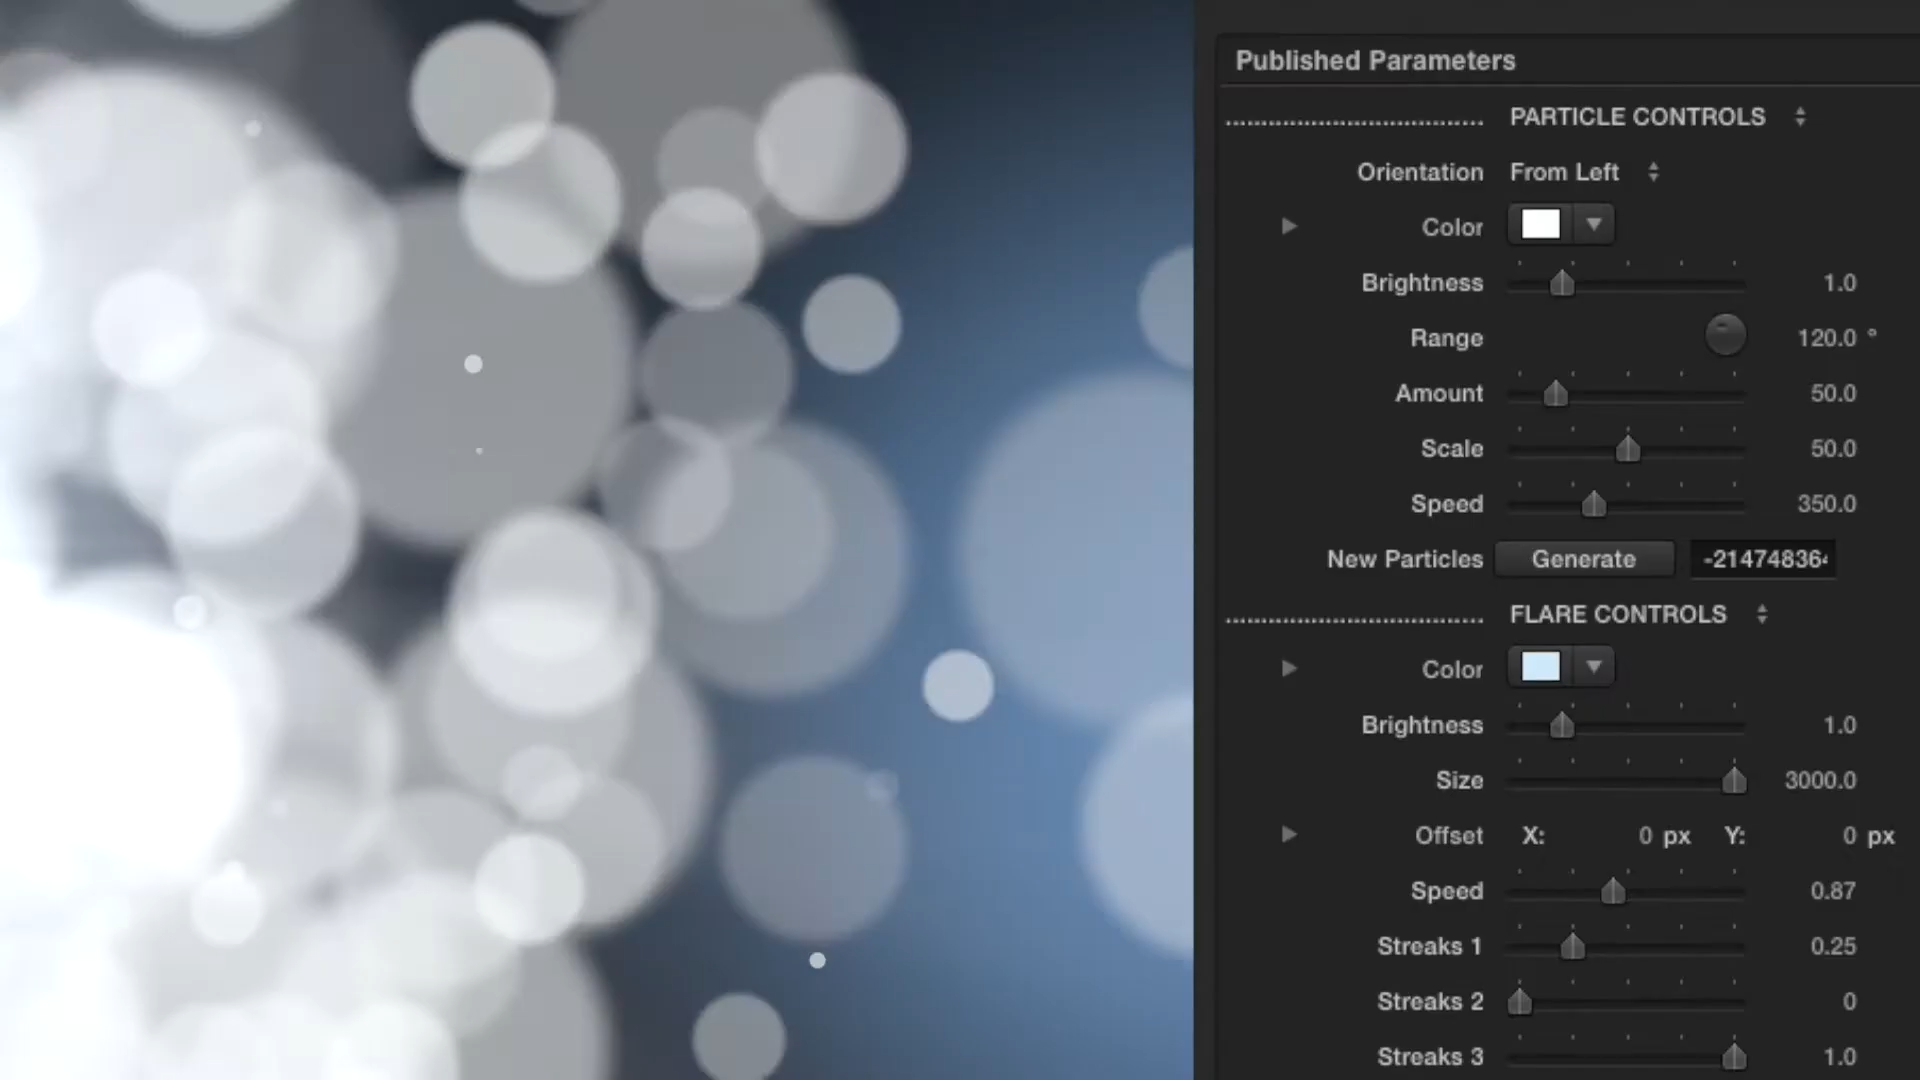 Published Parameters
PARTICLE CONTROLS
Orientation From Left
Color
Brightness 1.0
Range 120.0 °
Amount 50.0
Scale 50.0
Speed 350.0
New Particles Generate -21474836
FLARE CONTROLS
Color
Brightness 1.0
Size 3000.0
Offset X: 0 px Y: 0 px
Speed 0.87
Streaks 1 0.25
Streaks 2 0
Streaks 3 1.0